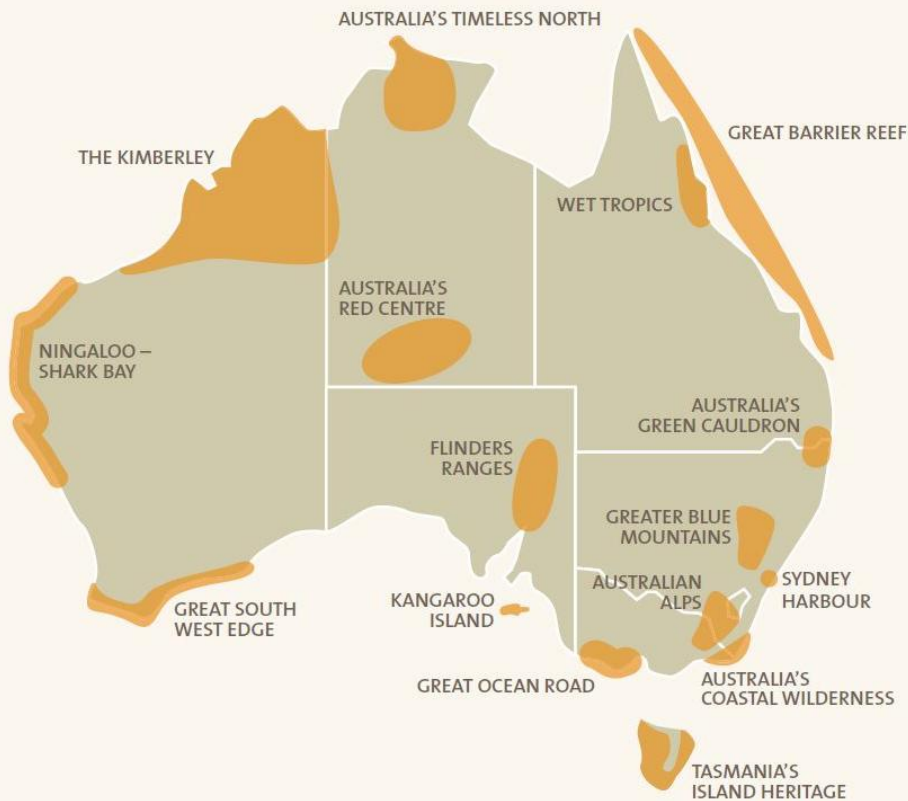 AUSTRALIA'S TIMELESS NORTH
GREAT BARRIER REEF
THE KIMBERLEY
WET TROPICS
AUSTRALIA'S
RED CENTRE
NINGALOO –
SHARK BAY
AUSTRALIA'S
GREEN CAULDRON
FLINDERS
RANGES
GREATER BLUE
MOUNTAINS
SYDNEY
HARBOUR
AUSTRALIAN
ALPS
KANGAROO
ISLAND
GREAT SOUTH
WEST EDGE
GREAT OCEAN ROAD
AUSTRALIA'S
COASTAL WILDERNESS
TASMANIA'S
ISLAND HERITAGE